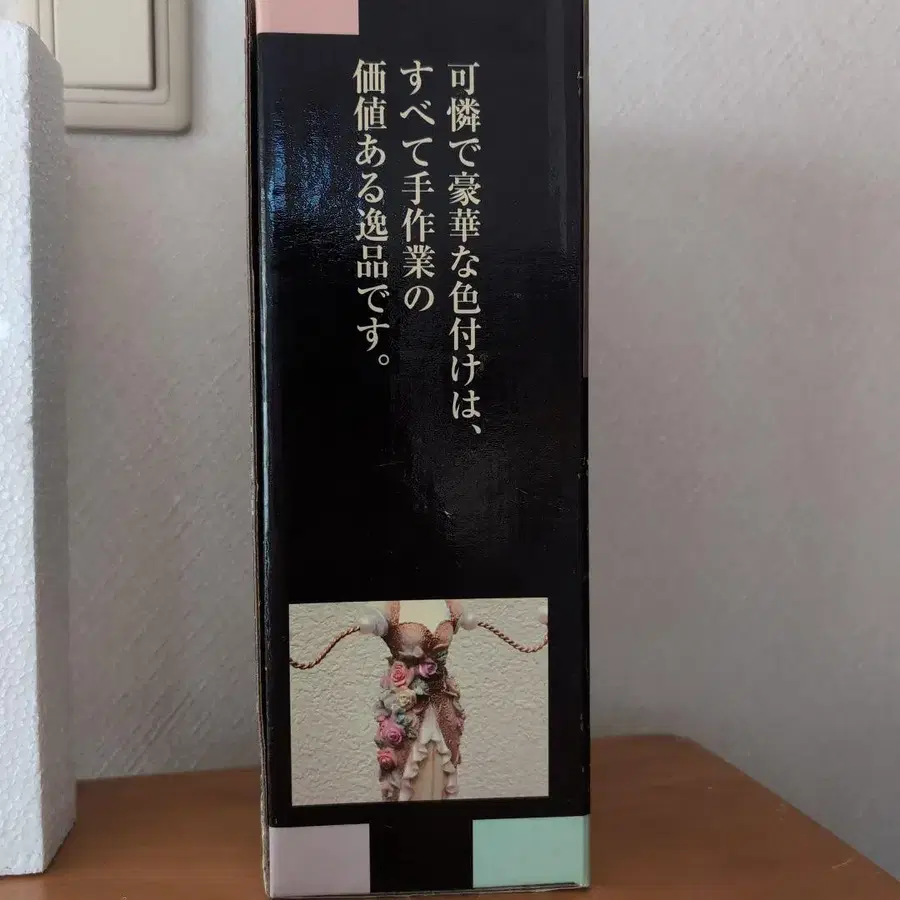 可憐で豪華な色付けは、
すべて手作業の
価値ある逸品です。